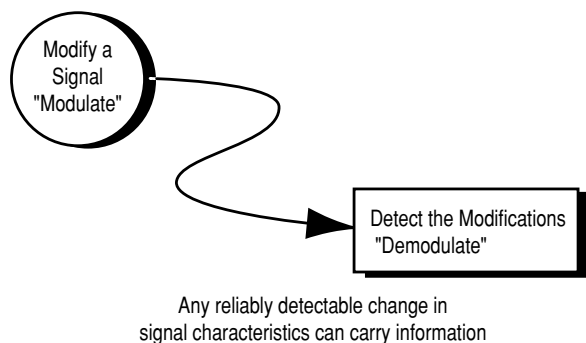 Modify a
Signal
"Modulate"
Detect the Modifications
"Demodulate"
Any reliably detectable change in
signal characteristics can carry information